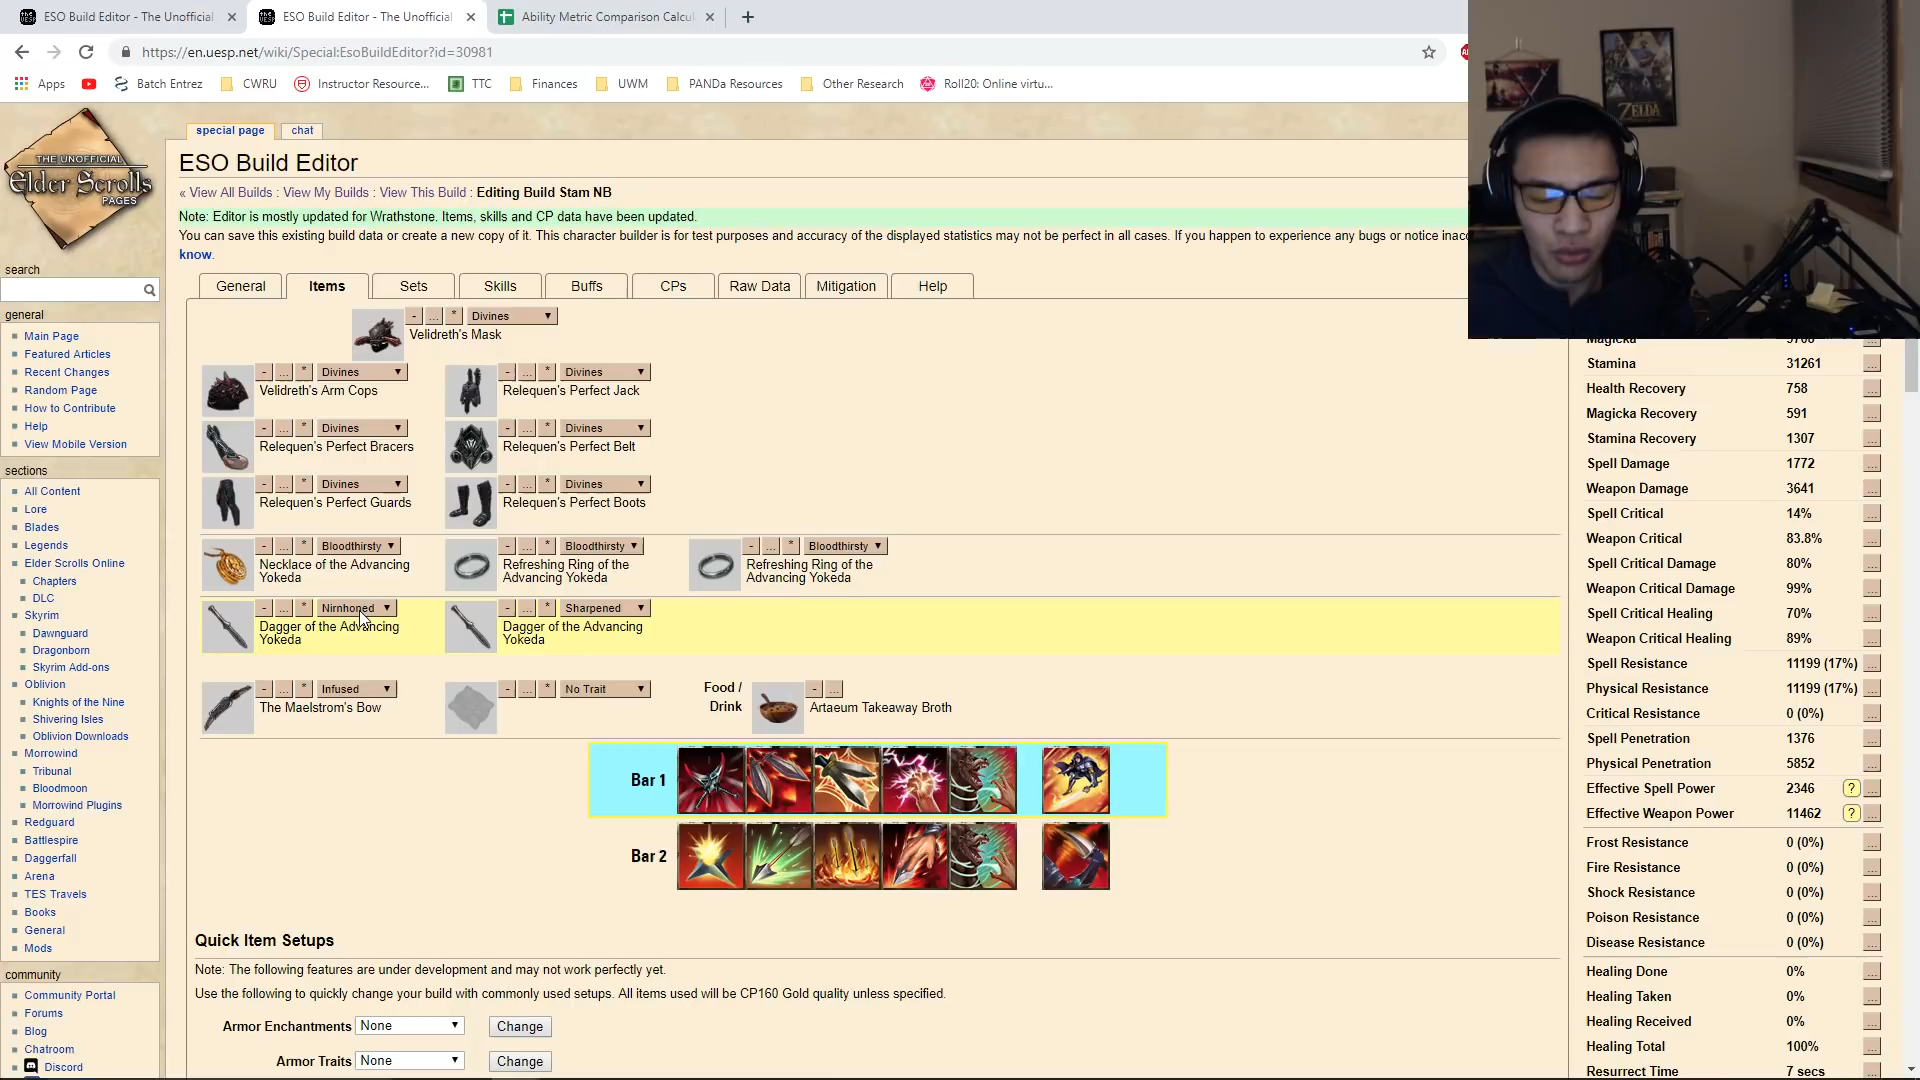 ESO Build Editor - The Unofficial
ESO Build Editor - The Unofficial
Ability Metric Comparison Calcu
https://en.uesp.net/wiki/Special:EsoBuildEditor?id=30981
Apps
Batch Entrez
CWRU
Instructor Resource...
TTC
Finances
UWM
PANDa Resources
Other Research
Roll20: Online virtu...
ZELDA
THE UNOFFICIAL
Elder Scrolls
PAGES
special page
chat
ESO Build Editor
« View All Builds : View My Builds : View This Build : Editing Build Stam NB
Note: Editor is mostly updated for Wrathstone. Items, skills and CP data have been updated.
You can save this existing build data or create a new copy of it. This character builder is for test purposes and accuracy of the displayed statistics may not be perfect in all cases. If you happen to experience any bugs or notice inacc
know.
General
Items
Sets
Skills
Buffs
CPs
Raw Data
Mitigation
Help
search
general
Main Page
Featured Articles
Recent Changes
Random Page
How to Contribute
Help
View Mobile Version
sections
All Content
Lore
Blades
Legends
Elder Scrolls Online
Chapters
DLC
Skyrim
Dawnguard
Dragonborn
Skyrim Add-ons
Oblivion
Knights of the Nine
Shivering Isles
Oblivion Downloads
Morrowind
Tribunal
Bloodmoon
Morrowind Plugins
Redguard
Battlespire
Daggerfall
Arena
TES Travels
Books
General
Mods
community
Community Portal
Forums
Blog
Chatroom
Discord
- ... * Divines
Velidreth's Mask
- ... * Divines
Velidreth's Arm Cops
- ... * Divines
Relequen's Perfect Jack
- ... * Divines
Relequen's Perfect Bracers
- ... * Divines
Relequen's Perfect Belt
- ... * Divines
Relequen's Perfect Guards
- ... * Divines
Relequen's Perfect Boots
- ... * Bloodthirsty
Necklace of the Advancing
Yokeda
- ... * Bloodthirsty
Refreshing Ring of the
Advancing Yokeda
- ... * Bloodthirsty
Refreshing Ring of the
Advancing Yokeda
- ... * Nirnhoned
Dagger of the Advancing
Yokeda
- ... * Sharpened
Dagger of the Advancing
Yokeda
- ... * Infused
The Maelstrom's Bow
- ... * No Trait
Food /
Drink
- ...
Artaeum Takeaway Broth
Bar 1
Bar 2
Quick Item Setups
Note: The following features are under development and may not work perfectly yet.
Use the following to quickly change your build with commonly used setups. All items used will be CP160 Gold quality unless specified.
Armor Enchantments None Change
Armor Traits None Change
Magicka 5708 ...
Stamina 31261 ...
Health Recovery 758 ...
Magicka Recovery 591 ...
Stamina Recovery 1307 ...
Spell Damage 1772 ...
Weapon Damage 3641 ...
Spell Critical 14% ...
Weapon Critical 83.8% ...
Spell Critical Damage 80% ...
Weapon Critical Damage 99% ...
Spell Critical Healing 70% ...
Weapon Critical Healing 89% ...
Spell Resistance 11199 (17%) ...
Physical Resistance 11199 (17%) ...
Critical Resistance 0 (0%) ...
Spell Penetration 1376 ...
Physical Penetration 5852 ...
Effective Spell Power 2346 ? ...
Effective Weapon Power 11462 ? ...
Frost Resistance 0 (0%) ...
Fire Resistance 0 (0%) ...
Shock Resistance 0 (0%) ...
Poison Resistance 0 (0%) ...
Disease Resistance 0 (0%) ...
Healing Done 0% ...
Healing Taken 0% ...
Healing Received 0% ...
Healing Total 100% ...
Resurrect Time 7 secs ...